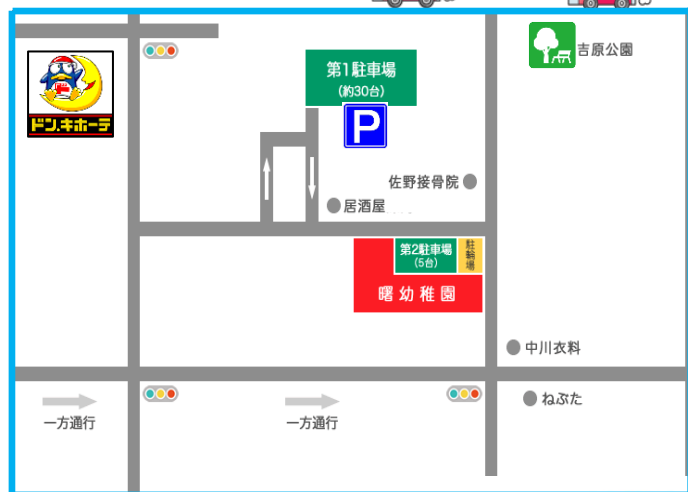 吉原公園
第1駐車場
(約30台)
P
ドン.キホーテ
佐野接骨院
居酒屋
第2駐車場
(5台)
駐輪場
曙幼稚園
中川衣料
ねぶた
一方通行
一方通行